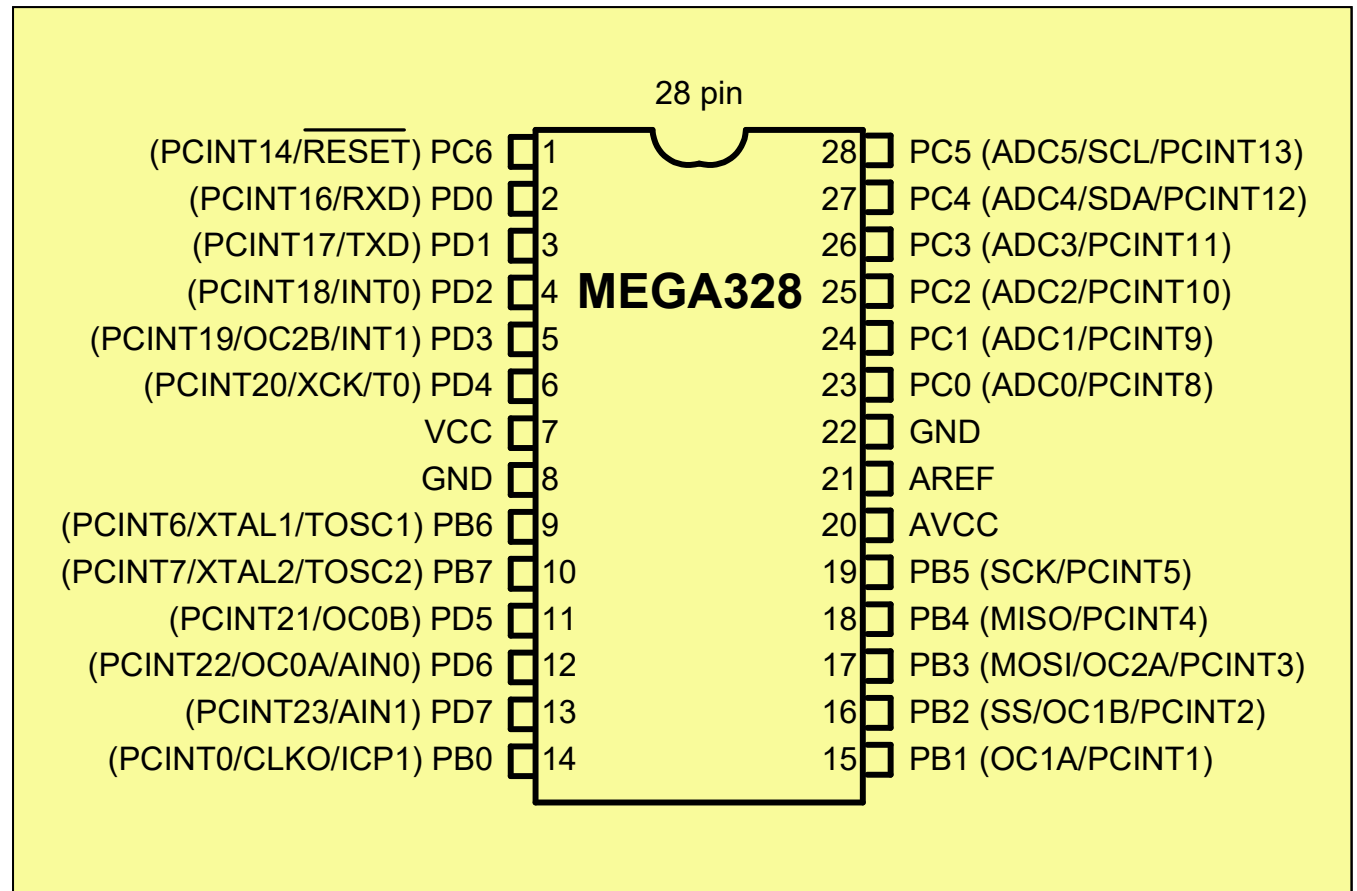 28 pin
(PCINT14/RESET) PC6 1 28 PC5 (ADC5/SCL/PCINT13)
(PCINT16/RXD) PD0 2 27 PC4 (ADC4/SDA/PCINT12)
(PCINT17/TXD) PD1 3 26 PC3 (ADC3/PCINT11)
(PCINT18/INT0) PD2 4 MEGA328 25 PC2 (ADC2/PCINT10)
(PCINT19/OC2B/INT1) PD3 5 24 PC1 (ADC1/PCINT9)
(PCINT20/XCK/T0) PD4 6 23 PC0 (ADC0/PCINT8)
VCC 7 22 GND
GND 8 21 AREF
(PCINT6/XTAL1/TOSC1) PB6 9 20 AVCC
(PCINT7/XTAL2/TOSC2) PB7 10 19 PB5 (SCK/PCINT5)
(PCINT21/OC0B) PD5 11 18 PB4 (MISO/PCINT4)
(PCINT22/OC0A/AIN0) PD6 12 17 PB3 (MOSI/OC2A/PCINT3)
(PCINT23/AIN1) PD7 13 16 PB2 (SS/OC1B/PCINT2)
(PCINT0/CLKO/ICP1) PB0 14 15 PB1 (OC1A/PCINT1)